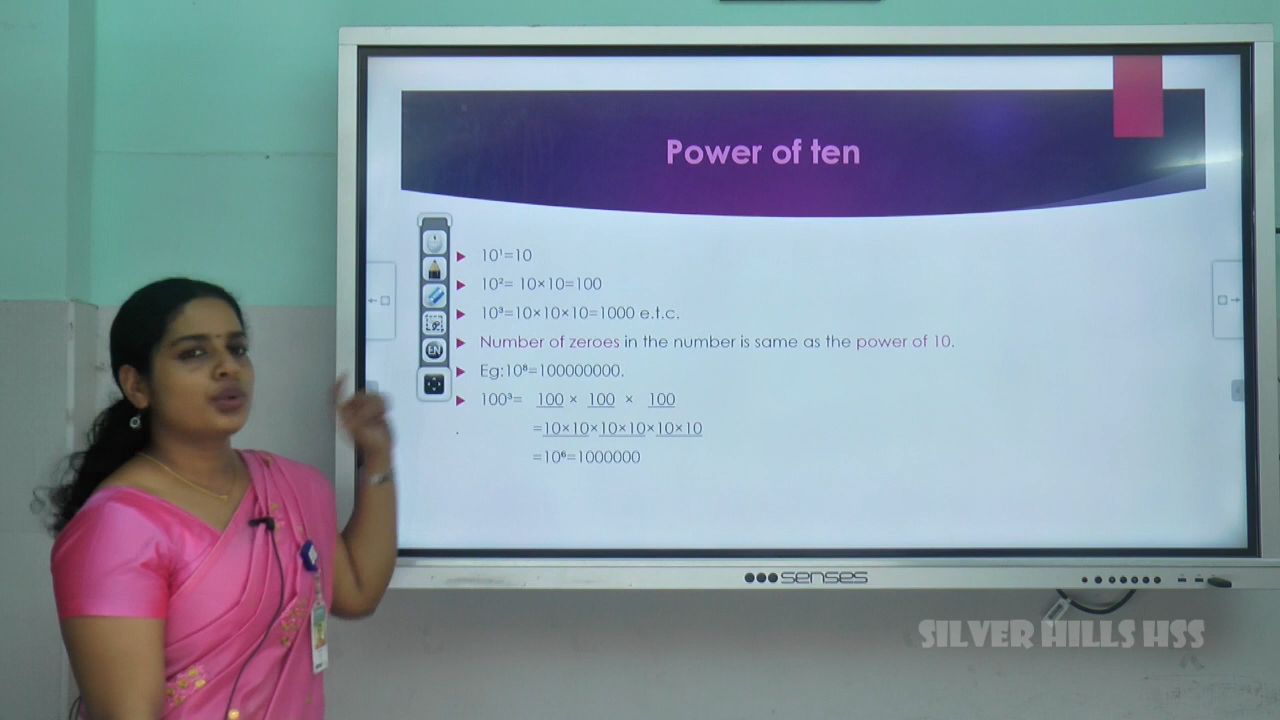 Power of ten
10¹=10
10²= 10×10=100
10³=10×10×10=1000 e.t.c.
Number of zeroes in the number is same as the power of 10.
EN
Eg:10⁸=100000000.
100³= 100 × 100 × 100
=10×10×10×10×10×10
=10⁶=1000000
senses
SILVER HILLS HSS